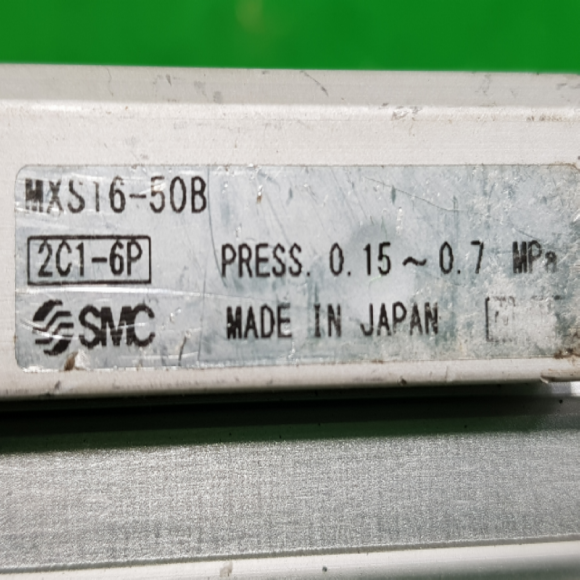 MXS16-50B
2C1-6P PRESS. 0.15～0.7 MPa
SMC MADE IN JAPAN